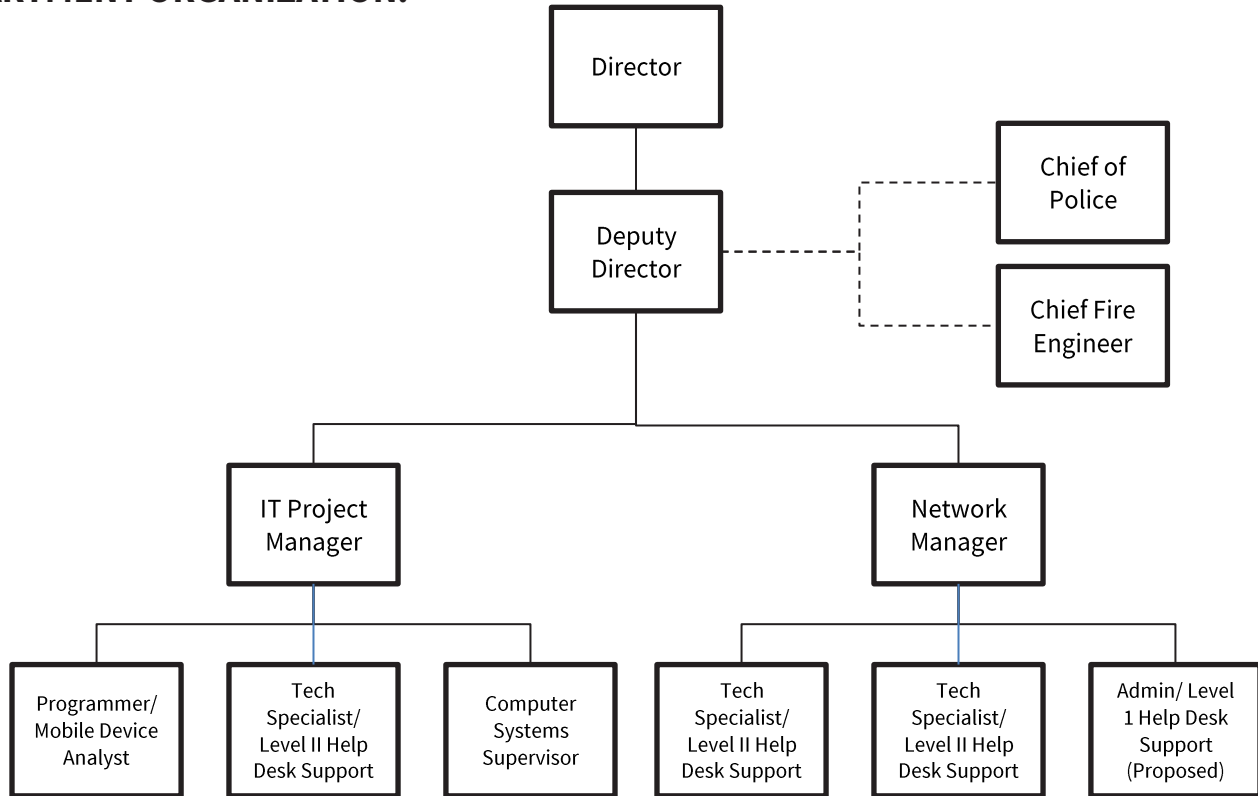 ORGANIZATION:
Director
Chief of
Police
Deputy
Director
Chief Fire
Engineer
IT Project
Manager
Network
Manager
Programmer/
Mobile Device
Analyst
Tech
Specialist/
Level II Help
Desk Support
Computer
Systems
Supervisor
Tech
Specialist/
Level II Help
Desk Support
Tech
Specialist/
Level II Help
Desk Support
Admin/ Level
1 Help Desk
Support
(Proposed)